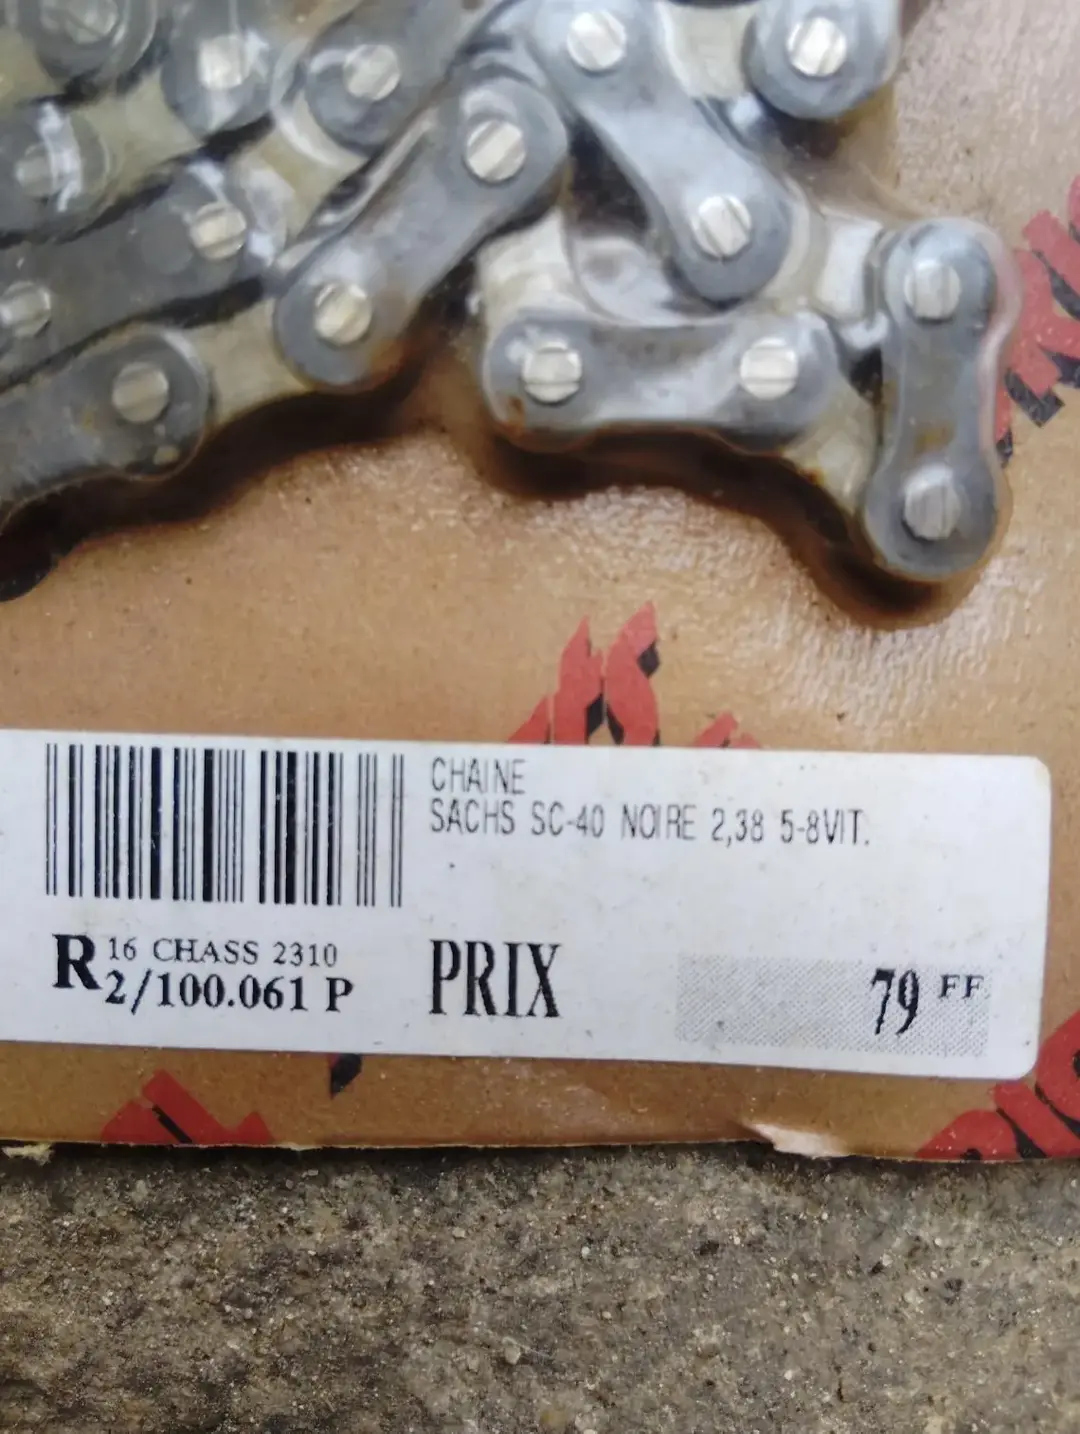 CHAINE
SACHS SC-40 NOIRE 2,38 5-8VIT.
R 16 CHASS 2310
2/100.061 P
PRIX
79 FF